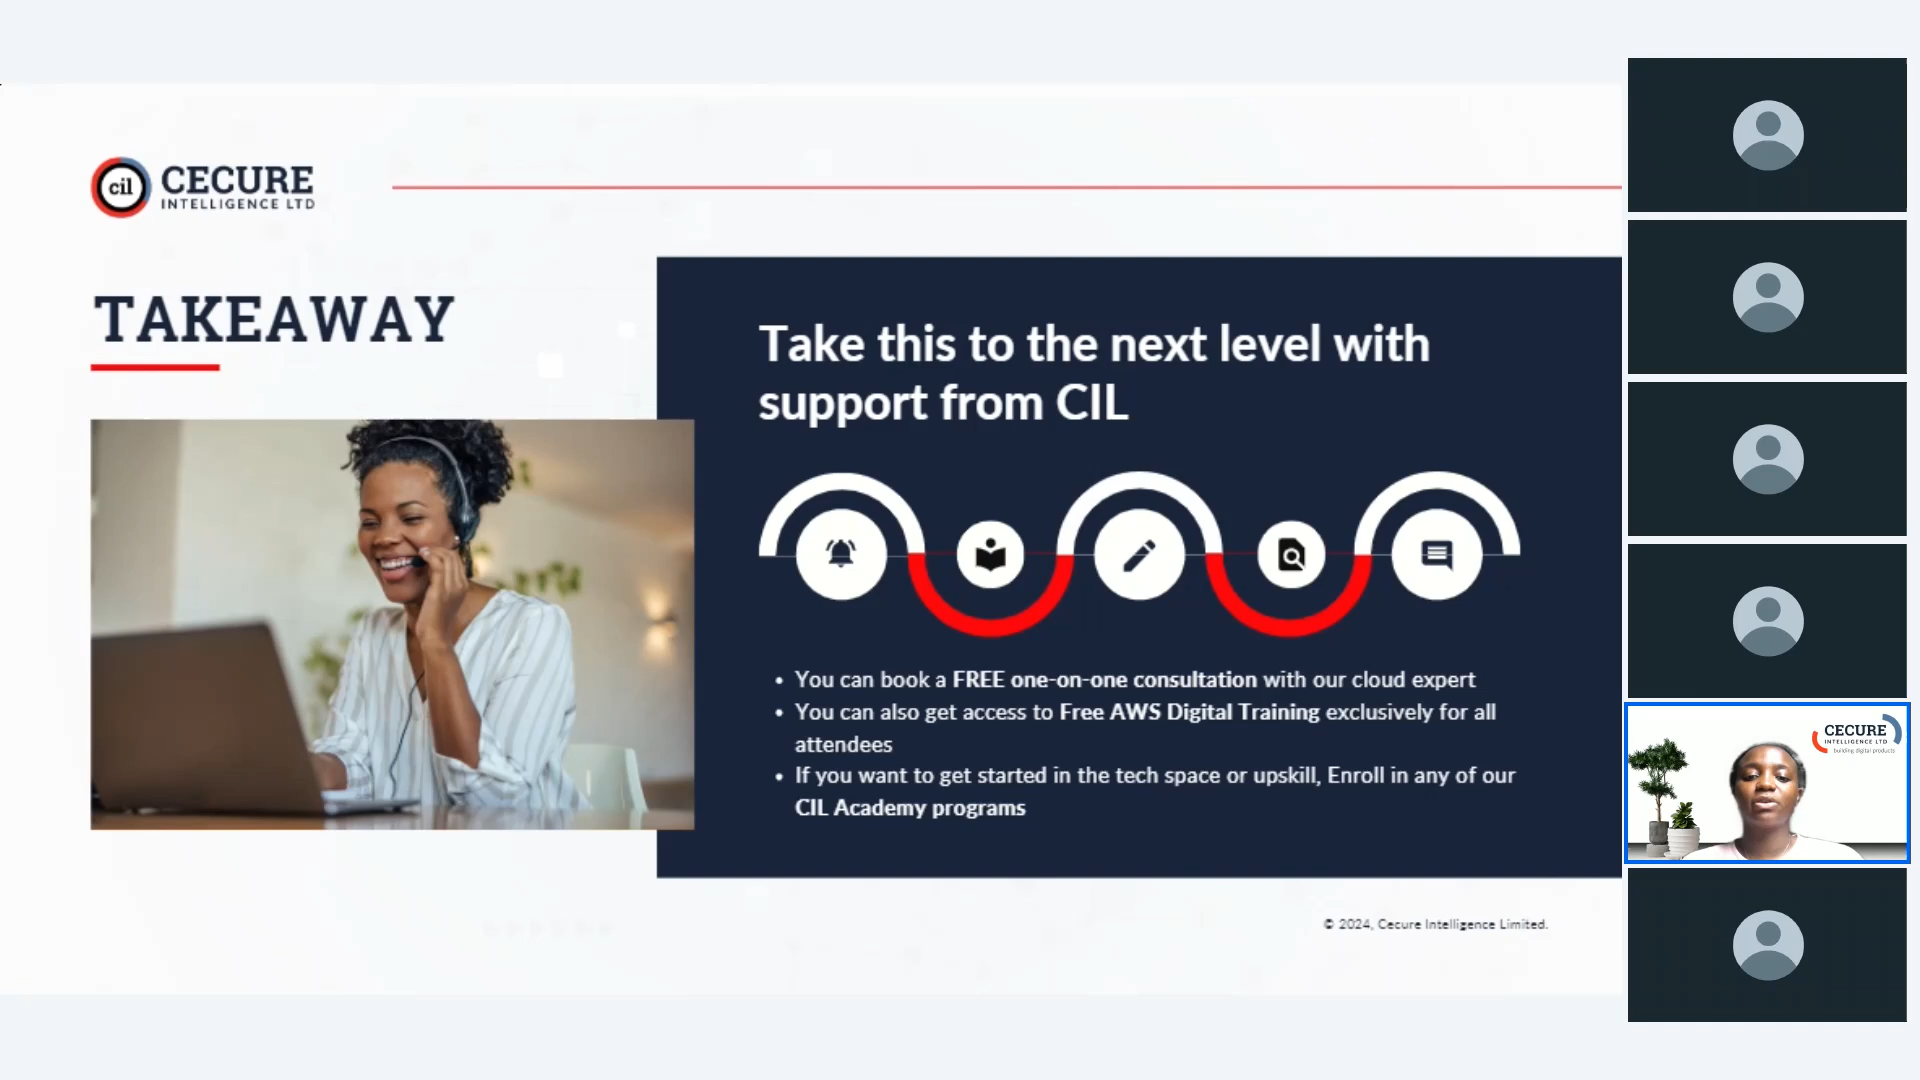 cil CECURE
INTELLIGENCE LTD
TAKEAWAY
Take this to the next level with
support from CIL
• You can book a FREE one-on-one consultation with our cloud expert
• You can also get access to Free AWS Digital Training exclusively for all
attendees
• If you want to get started in the tech space or upskill, Enroll in any of our
CIL Academy programs
© 2024, Cecure Intelligence Limited.
CECURE
INTELLIGENCE LTD
building digital products